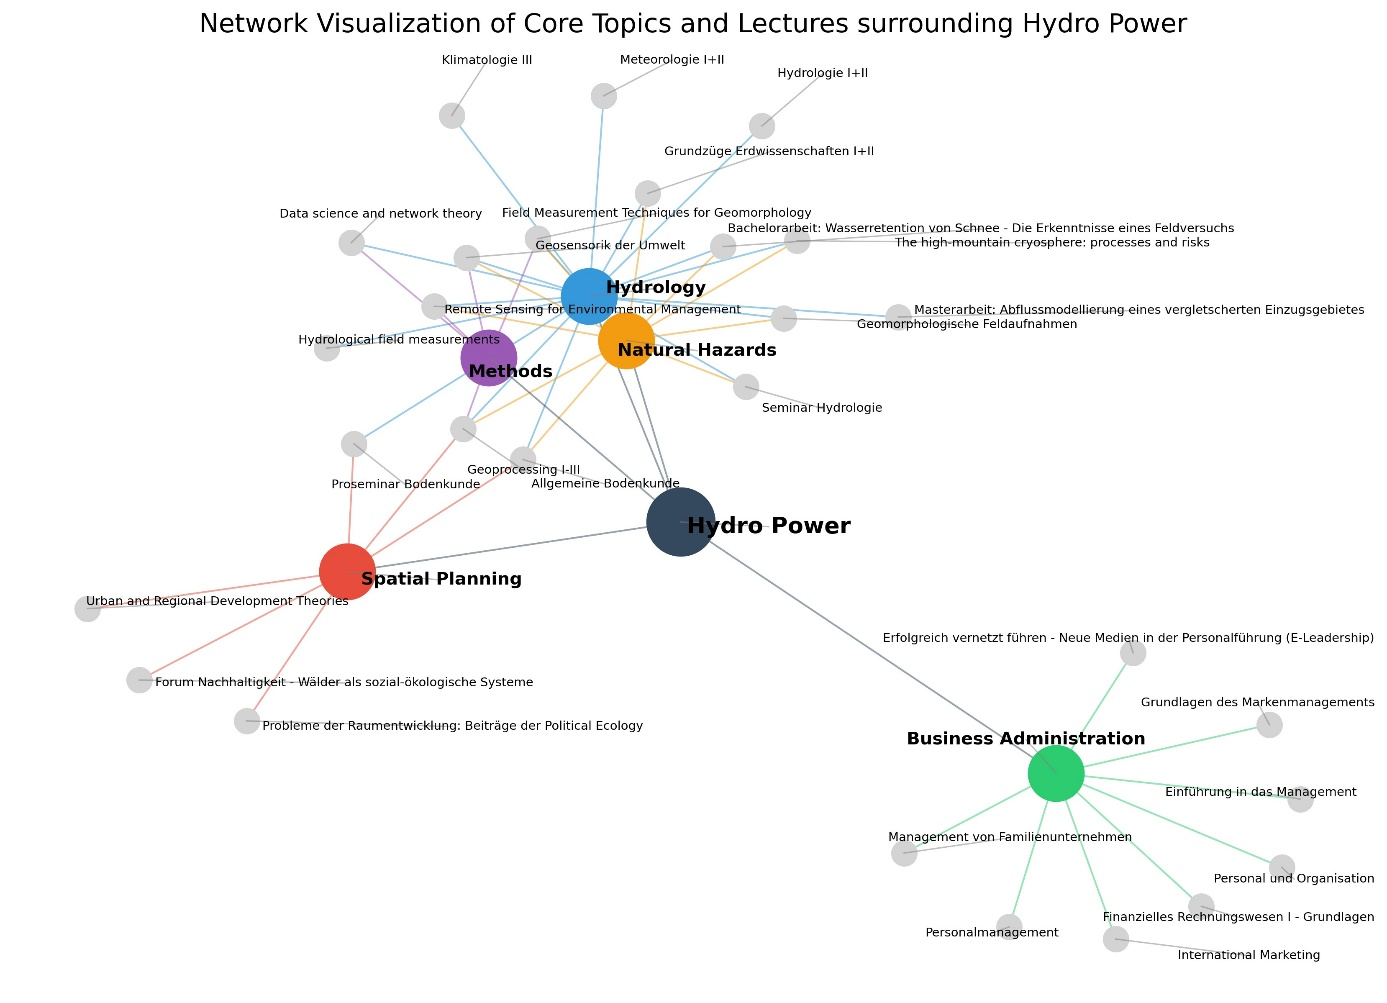 Network Visualization of Core Topics and Lectures surrounding Hydro Power
Klimatologie III
Meteorologie I+II
Hydrologie I+II
Grundzüge Erdwissenschaften I+II
Data science and network theory
Field Measurement Techniques for Geomorphology
Bachelorarbeit: Wasserretention von Schnee - Die Erkenntnisse eines Feldversuchs
The high-mountain cryosphere: processes and risks
Geosensorik der Umwelt
Hydrology
Remote Sensing for Environmental Management
Masterarbeit: Abflussmodellierung eines vergletscherten Einzugsgebietes
Geomorphologische Feldaufnahmen
Hydrological field measurements
Natural Hazards
Methods
Seminar Hydrologie
Geoprocessing I-III
Proseminar Bodenkunde
Allgemeine Bodenkunde
Hydro Power
Spatial Planning
Urban and Regional Development Theories
Erfolgreich vernetzt führen - Neue Medien in der Personalführung (E-Leadership)
Forum Nachhaltigkeit - Wälder als sozial-ökologische Systeme
Grundlagen des Markenmanagements
Probleme der Raumentwicklung: Beiträge der Political Ecology
Business Administration
Einführung in das Management
Management von Familienunternehmen
Personal und Organisation
Finanzielles Rechnungswesen I - Grundlagen
Personalmanagement
International Marketing